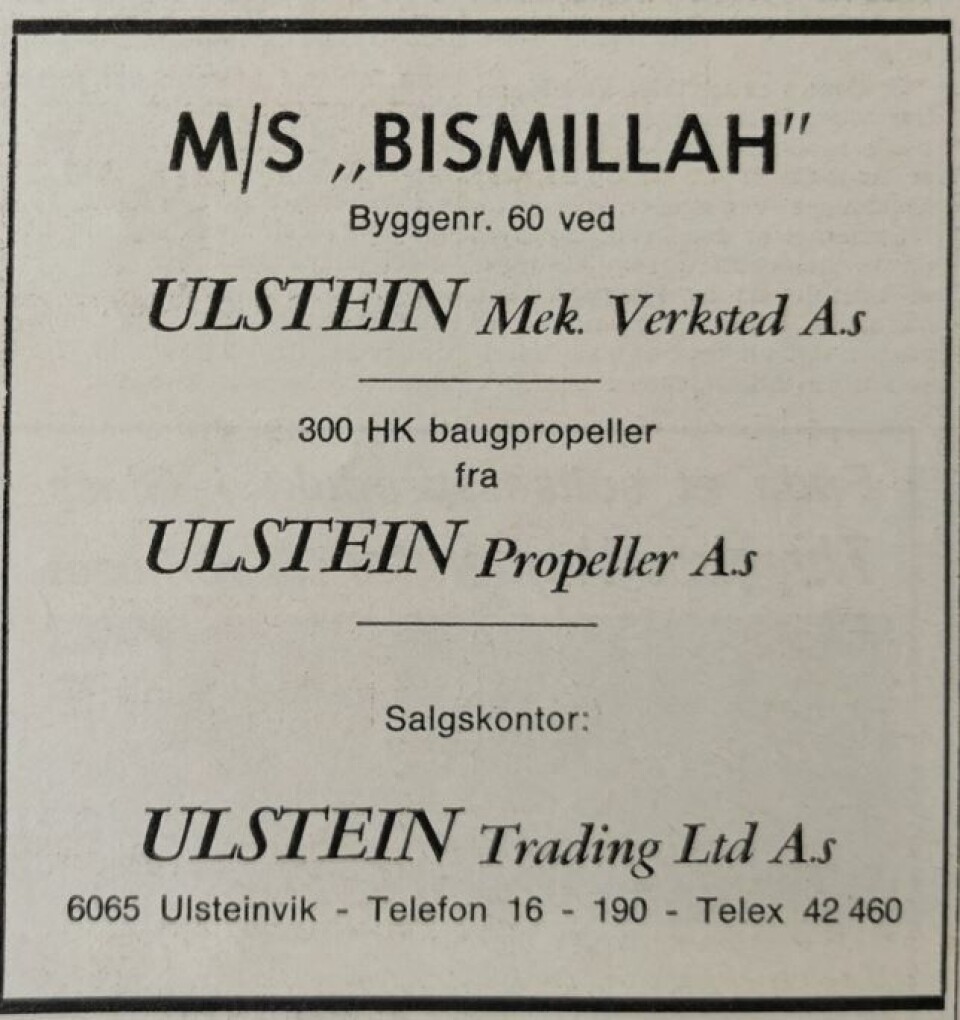 M/S „BISMILLAH"
Byggenr. 60 ved
ULSTEIN Mek. Verksted A.s
300 HK baugpropeller
fra
ULSTEIN Propeller A.s
Salgskontor:
ULSTEIN Trading Ltd A.s
6065 Ulsteinvik - Telefon 16 - 190 - Telex 42 460